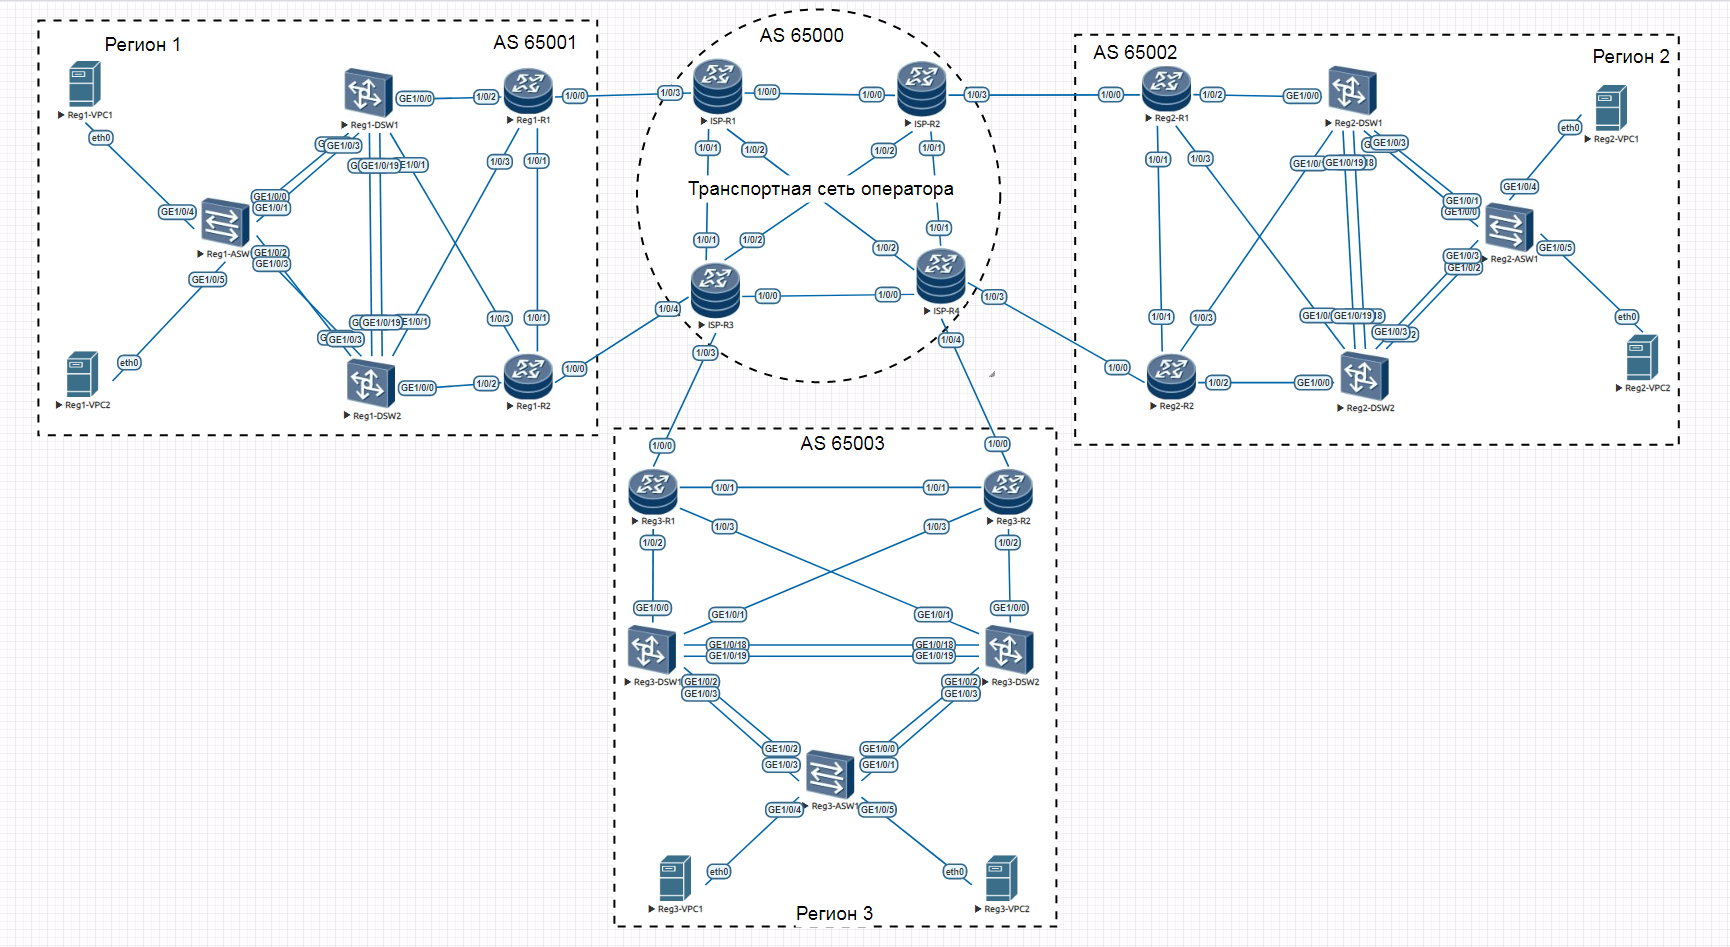 Регион 1
AS 65001
AS 65000
AS 65002
Регион 2
Reg1-VPC1
eth0
GE1/0/4
Reg1-ASW
GE1/0/0
GE1/0/1
GE1/0/2
GE1/0/3
GE1/0/5
eth0
Reg1-VPC2
Reg1-DSW1
GE1/0/0
GE1/0/3
GE1/0/19
E1/0/1
1/0/2
Reg1-R1
1/0/0
1/0/3
1/0/1
GE1/0/19
E1/0/1
GE1/0/3
1/0/3
1/0/1
Reg1-DSW2
GE1/0/0
1/0/2
Reg1-R2
1/0/0
1/0/3
ISP-R1
1/0/0
1/0/0
ISP-R2
1/0/3
1/0/1
1/0/2
1/0/2
1/0/1
Транспортная сеть оператора
1/0/1
1/0/2
1/0/2
1/0/1
1/0/4
ISP-R3
1/0/0
1/0/0
ISP-R4
1/0/3
1/0/3
1/0/4
1/0/0
Reg2-R1
1/0/2
GE1/0/0
Reg2-DSW1
1/0/1
1/0/3
GE1/0/19
GE1/0/3
eth0
Reg2-VPC1
GE1/0/4
GE1/0/1
GE1/0/0
GE1/0/3
GE1/0/2
Reg2-ASW1
GE1/0/5
1/0/1
1/0/3
GE1/0/19
GE1/0/3
eth0
Reg2-VPC2
1/0/0
Reg2-R2
1/0/2
GE1/0/0
Reg2-DSW2
AS 65003
1/0/0
1/0/0
Reg3-R1
1/0/1
1/0/1
Reg3-R2
1/0/2
1/0/3
1/0/3
1/0/2
GE1/0/0
GE1/0/1
GE1/0/1
GE1/0/0
GE1/0/18
GE1/0/18
GE1/0/19
GE1/0/19
Reg3-DSW1
GE1/0/2
GE1/0/3
GE1/0/2
GE1/0/3
Reg3-DSW2
GE1/0/2
GE1/0/0
GE1/0/3
GE1/0/1
Reg3-ASW1
GE1/0/4
GE1/0/5
eth0
eth0
Reg3-VPC1
Reg3-VPC2
Регион 3